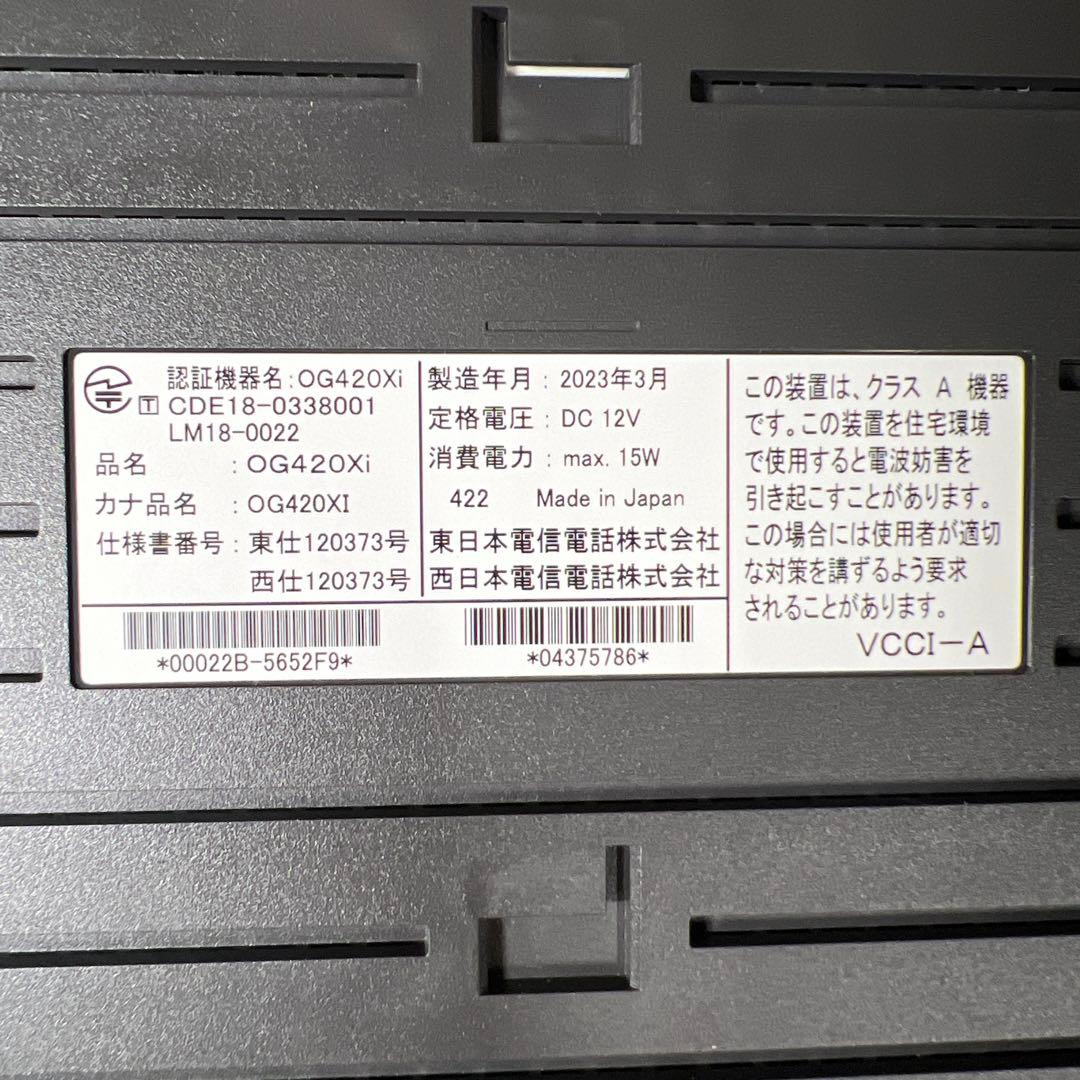 認証機器名:OG420Xi
T CDE18-0338001
LM18-0022
品名 : OG420Xi
カナ品名 : OG420XI
仕様書番号 : 東仕120373号
西仕120373号
製造年月 : 2023年3月
定格電圧 : DC 12V
消費電力 : max. 15W
422 Made in Japan
東日本電信電話株式会社
西日本電信電話株式会社
*00022B-5652F9*
*04375786*
この装置は、クラス A 機器
です。この装置を住宅環境
で使用すると電波妨害を
引き起こすことがあります。
この場合には使用者が適切
な対策を講ずるよう要求
されることがあります。
VCCI-A